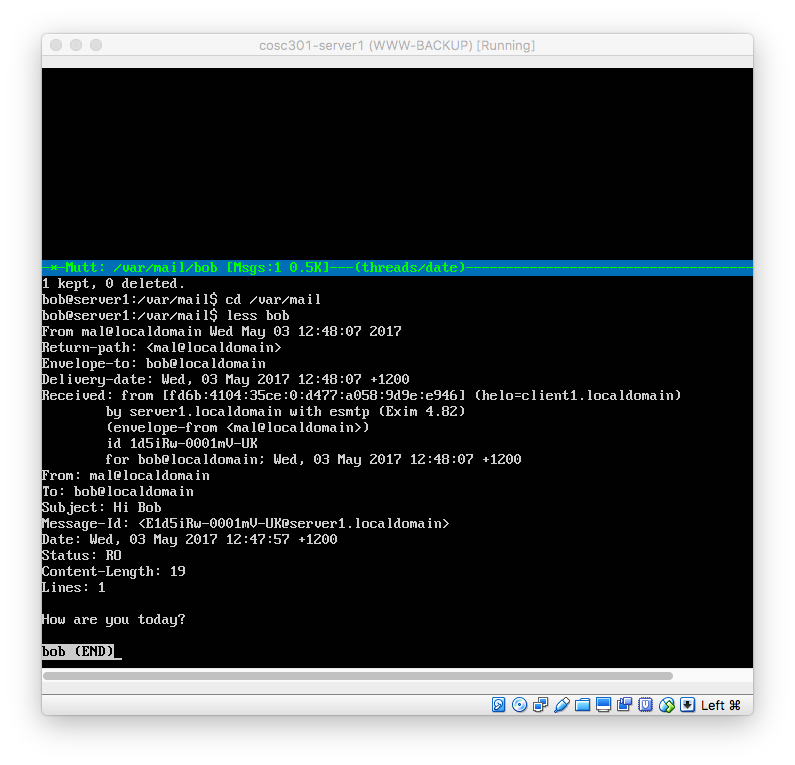 cosc301-server1 (WWW-BACKUP) [Running]
-*-Mutt: /var/mail/bob [Msgs:1 0.5K]---(threads/date)------------------------------------
1 kept, 0 deleted.
bob@server1:/var/mail$ cd /var/mail
bob@server1:/var/mail$ less bob
From mal@localdomain Wed May 03 12:48:07 2017
Return-path: <mal@localdomain>
Envelope-to: bob@localdomain
Delivery-date: Wed, 03 May 2017 12:48:07 +1200
Received: from [fd6b:4104:35ce:0:d477:a058:9d9e:e946] (helo=client1.localdomain)
        by server1.localdomain with esmtp (Exim 4.82)
        (envelope-from <mal@localdomain>)
        id 1d5iRw-0001mV-UK
        for bob@localdomain; Wed, 03 May 2017 12:48:07 +1200
From: mal@localdomain
To: bob@localdomain
Subject: Hi Bob
Message-Id: <E1d5iRw-0001mV-UK@server1.localdomain>
Date: Wed, 03 May 2017 12:47:57 +1200
Status: RO
Content-Length: 19
Lines: 1

How are you today?

bob (END)
Left ⌘